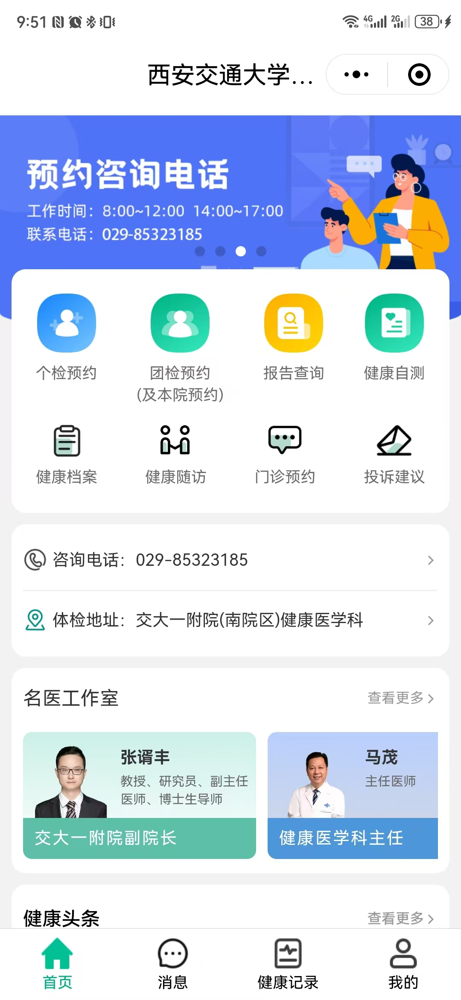 9:51
4G 2G 38
西安交通大学...
预约咨询电话
工作时间：8:00~12:00 14:00~17:00
联系电话：029-85323185
个检预约 团检预约 报告查询 健康自测
(及本院预约)
健康档案 健康随访 门诊预约 投诉建议
咨询电话：029-85323185
体检地址：交大一附院(南院区)健康医学科
名医工作室 查看更多
张谞丰
教授、研究员、副主任
医师、博士生导师
交大一附院副院长
马茂
主任医师
健康医学科主任
健康头条 查看更多
首页 消息 健康记录 我的